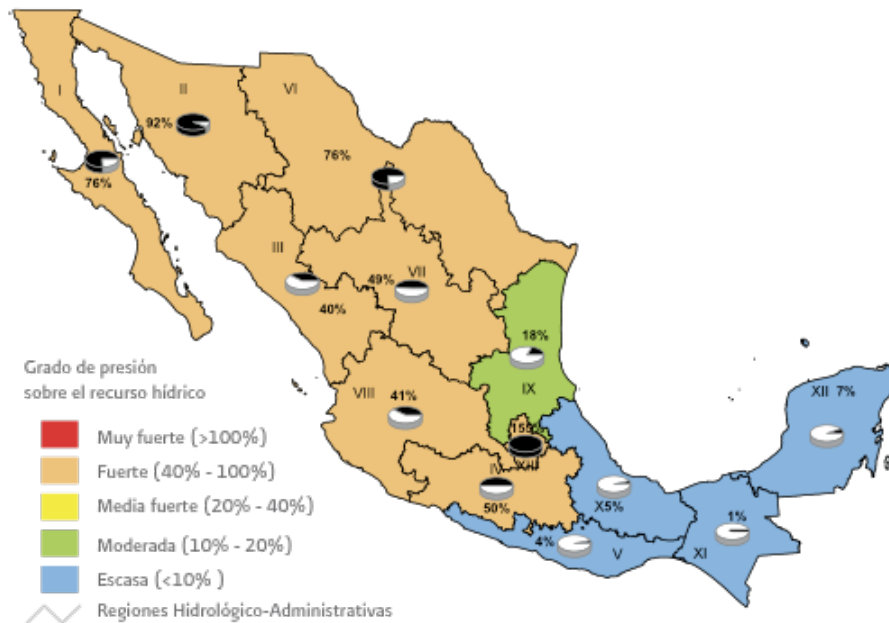 I
II
VI
92%
76%
76%
III
49%
VII
40%
18%
VIII
41%
IX
XII 7%
155%
XIII
IV
50%
X5%
1%
4%
V
XI
Grado de presión
sobre el recurso hídrico
Muy fuerte (>100%)
Fuerte (40% - 100%)
Media fuerte (20% - 40%)
Moderada (10% - 20%)
Escasa (<10% )
Regiones Hidrológico-Administrativas